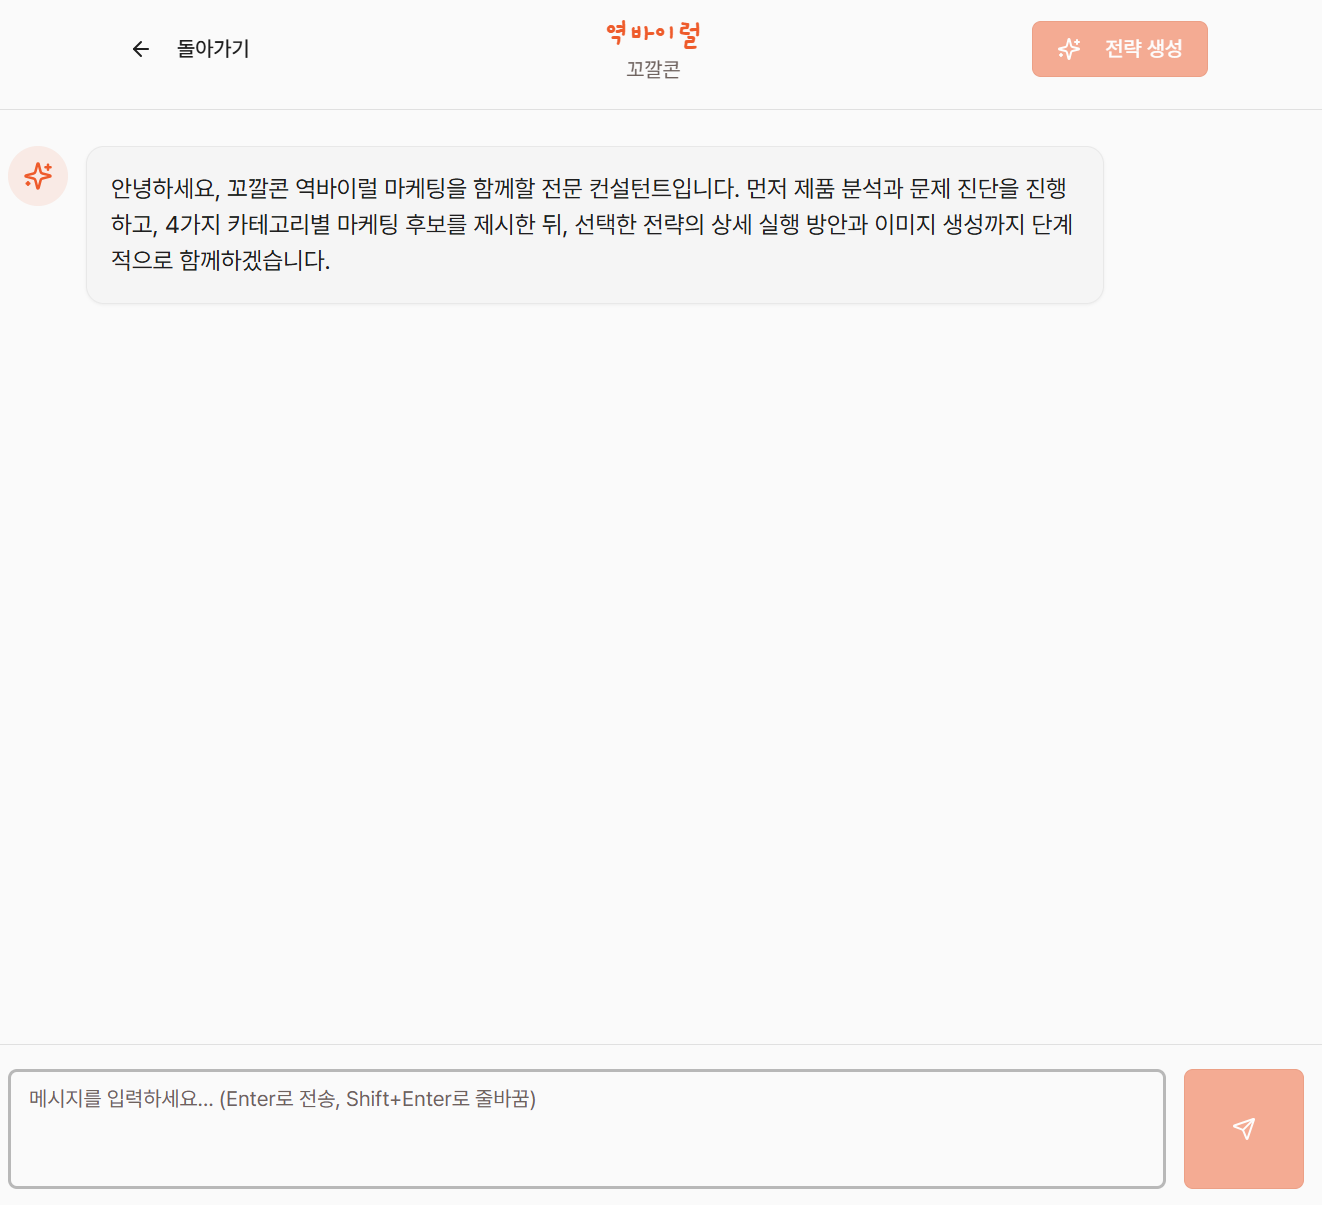 돌아가기
역바이럴
꼬깔콘
전략 생성
안녕하세요, 꼬깔콘 역바이럴 마케팅을 함께할 전문 컨설턴트입니다. 먼저 제품 분석과 문제 진단을 진행
하고, 4가지 카테고리별 마케팅 후보를 제시한 뒤, 선택한 전략의 상세 실행 방안과 이미지 생성까지 단계
적으로 함께하겠습니다.
메시지를 입력하세요... (Enter로 전송, Shift+Enter로 줄바꿈)